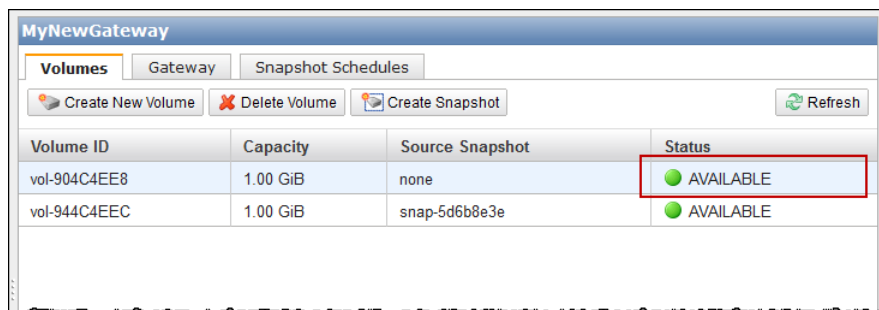 MyNewGateway
Volumes Gateway Snapshot Schedules
Create New Volume Delete Volume Create Snapshot Refresh
Volume ID Capacity Source Snapshot Status
vol-904C4EE8 1.00 GiB none AVAILABLE
vol-944C4EEC 1.00 GiB snap-5d6b8e3e AVAILABLE